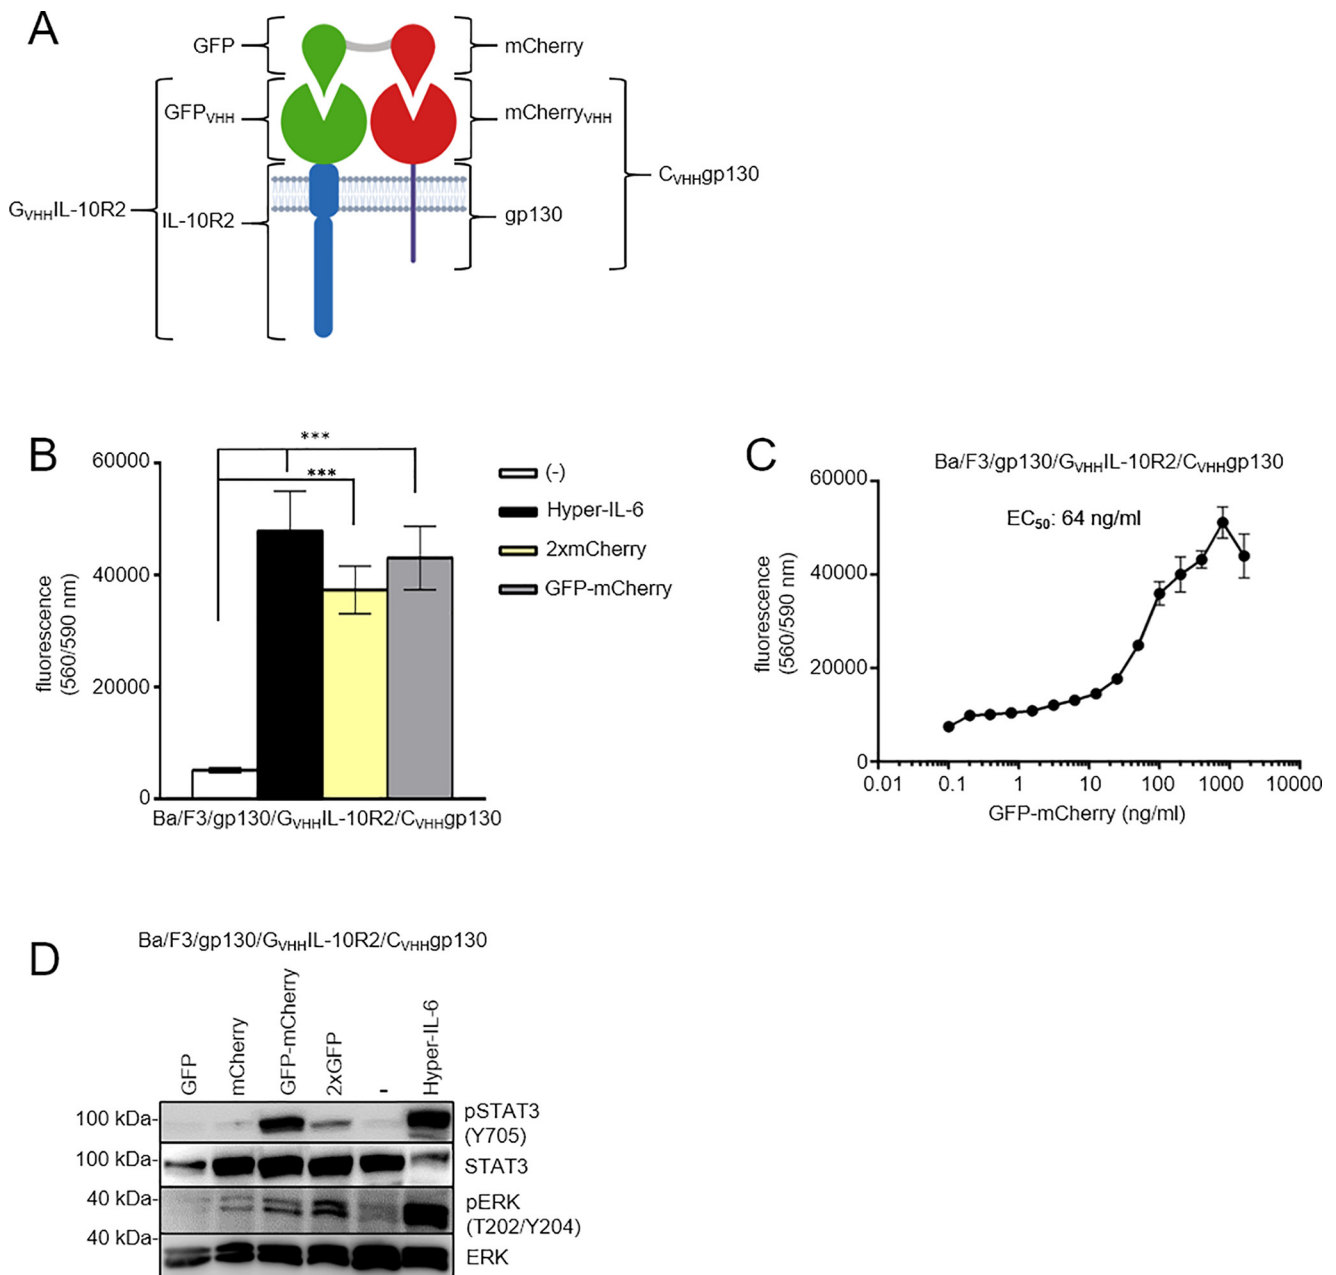 A
GFP
mCherry
GFPVHH
mCherryVHH
CVHHgp130
GVHHIL-10R2
IL-10R2
gp130
B
***
***
60000
40000
20000
0
fluorescence
(560/590 nm)
(-)
Hyper-IL-6
2xmCherry
GFP-mCherry
Ba/F3/gp130/GVHHIL-10R2/CVHHgp130
C
Ba/F3/gp130/GVHHIL-10R2/CVHHgp130
EC50: 64 ng/ml
60000
40000
20000
0
fluorescence
(560/590 nm)
0.01 0.1 1 10 100 1000 10000
GFP-mCherry (ng/ml)
D
Ba/F3/gp130/GVHHIL-10R2/CVHHgp130
GFP
mCherry
GFP-mCherry
2xGFP
-
Hyper-IL-6
100 kDa-
pSTAT3
(Y705)
100 kDa-
STAT3
40 kDa-
pERK
(T202/Y204)
40 kDa-
ERK